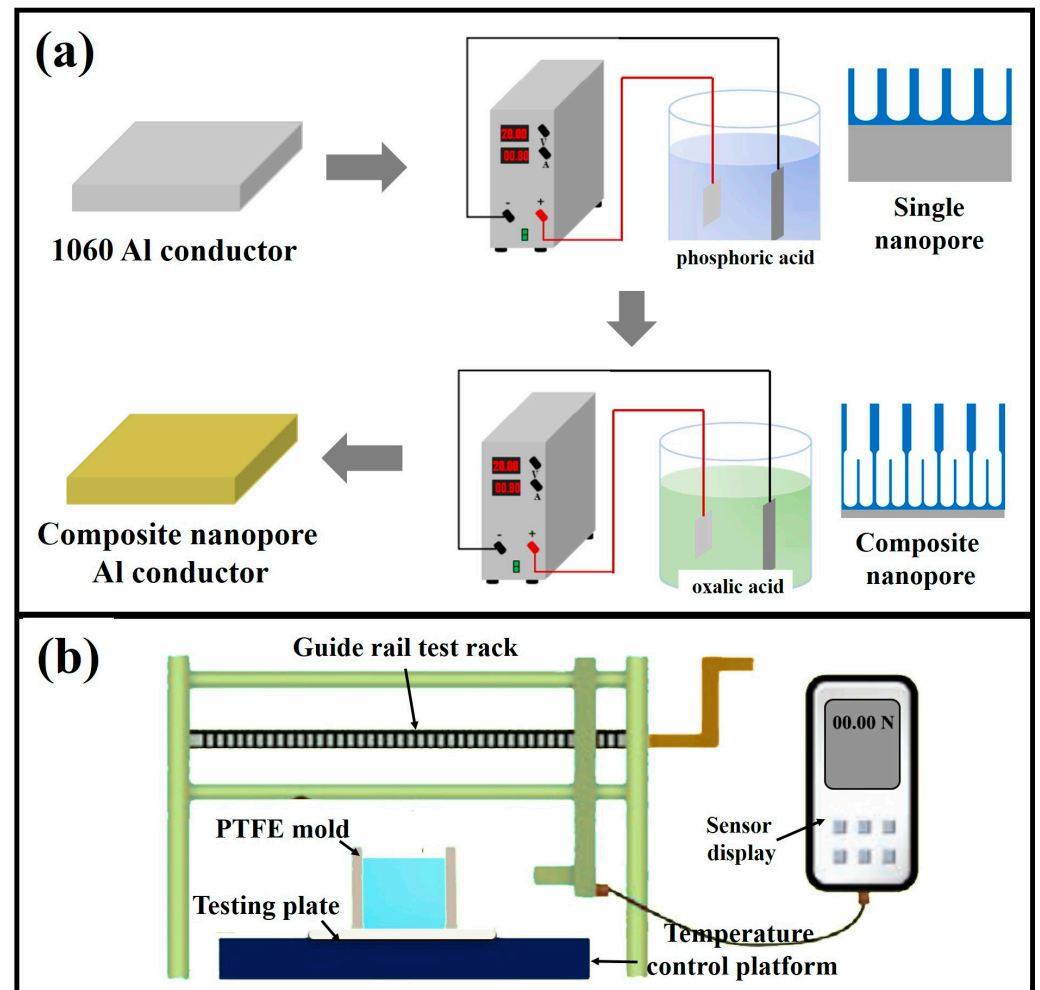 (a)
1060 Al conductor
20.00
00.80
V
A
-
+
phosphoric acid
Single
nanopore
Composite nanopore
Al conductor
20.00
00.80
V
A
-
+
oxalic acid
Composite
nanopore
(b)
Guide rail test rack
00.00 N
PTFE mold
Sensor
display
Testing plate
Temperature
control platform